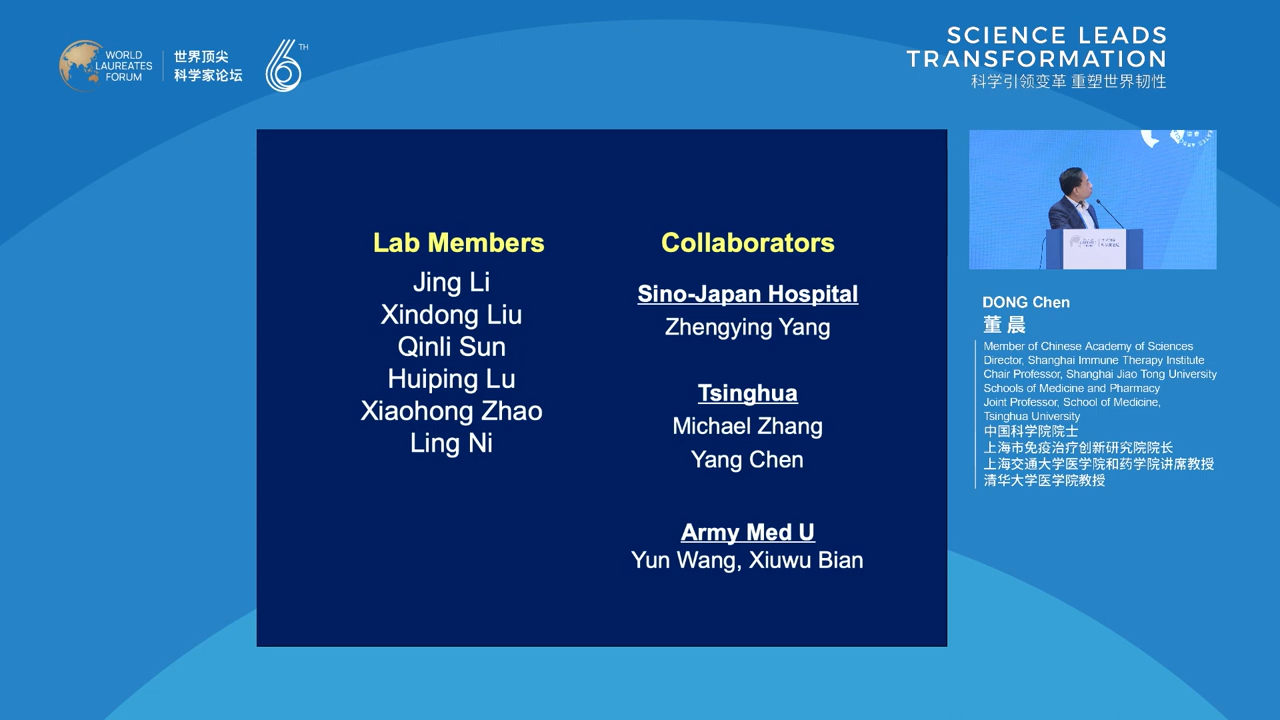 WORLD
LAUREATES
FORUM
世界顶尖
科学家论坛
6TH
SCIENCE LEADS
TRANSFORMATION
科学引领变革 重塑世界韧性
Lab Members
Jing Li
Xindong Liu
Qinli Sun
Huiping Lu
Xiaohong Zhao
Ling Ni
Collaborators
Sino-Japan Hospital
Zhengying Yang
Tsinghua
Michael Zhang
Yang Chen
Army Med U
Yun Wang, Xiuwu Bian
DONG Chen
董 晨
Member of Chinese Academy of Sciences
Director, Shanghai Immune Therapy Institute
Chair Professor, Shanghai Jiao Tong University
Schools of Medicine and Pharmacy
Joint Professor, School of Medicine,
Tsinghua University
中国科学院院士
上海市免疫治疗创新研究院院长
上海交通大学医学院和药学院讲席教授
清华大学医学院教授